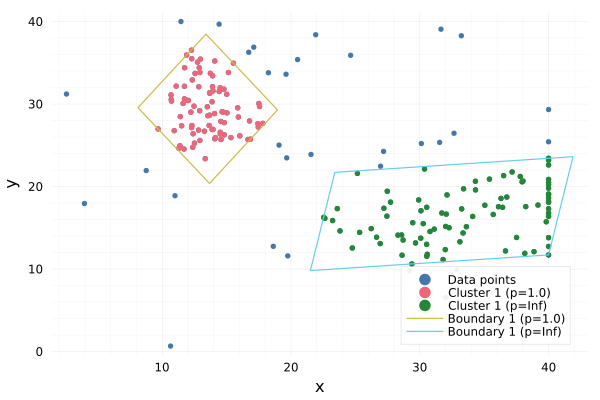 40
30
20
10
0
y
10
20
30
40
x
Data points
Cluster 1 (p=1.0)
Cluster 1 (p=Inf)
Boundary 1 (p=1.0)
Boundary 1 (p=Inf)